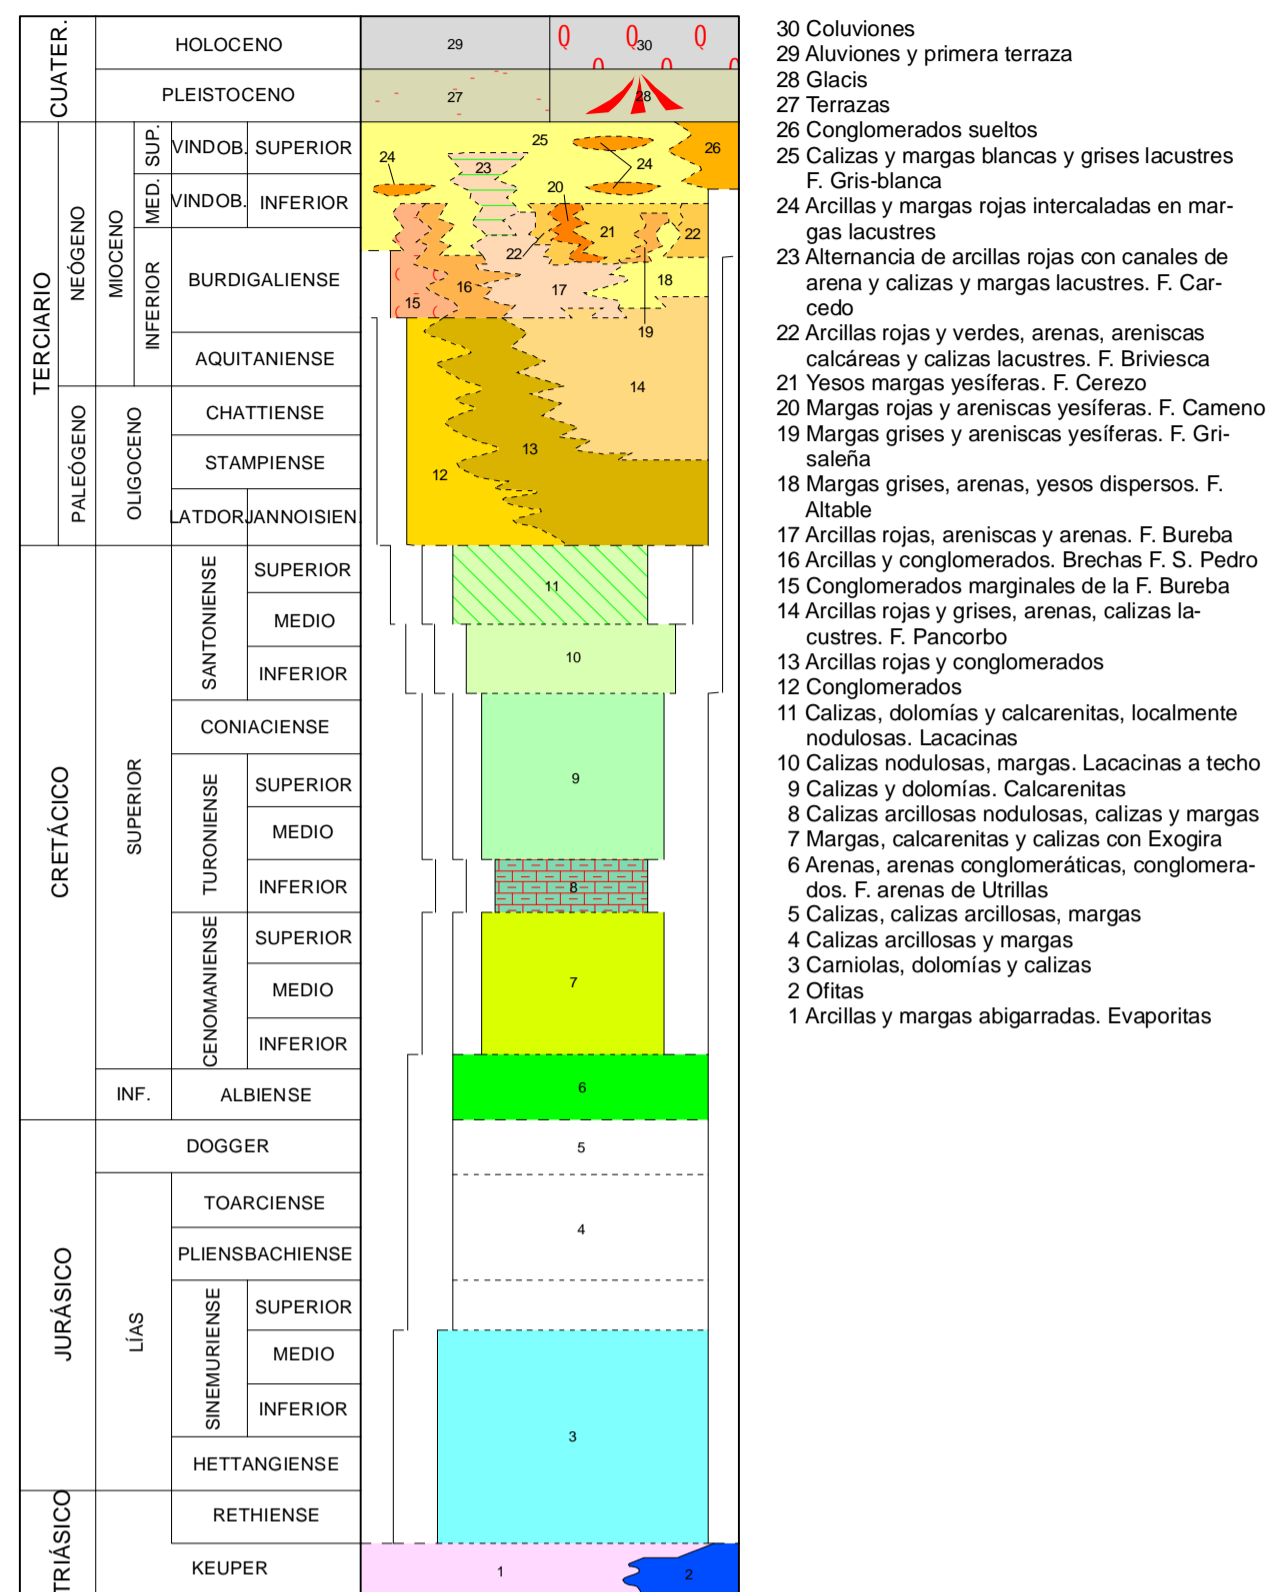 CUATER.
HOLOCENO
29
Q Q Q
30
PLEISTOCENO
27
28
TERCIARIO
NEÓGENO
MIOCENO
SUP.
VINDOB. SUPERIOR
MED.
VINDOB. INFERIOR
INFERIOR
BURDIGALIENSE
AQUITANIENSE
PALEÓGENO
OLIGOCENO
CHATTIENSE
STAMPIENSE
LATDOR. JANNOISIEN.
25
26
24
23
24
20
21
22
22
15
16
17
18
19
14
13
12
CRETÁCICO
SUPERIOR
SANTONIENSE
SUPERIOR
11
MEDIO
10
INFERIOR
CONIACIENSE
TURONIENSE
SUPERIOR
9
MEDIO
INFERIOR
8
CENOMANIENSE
SUPERIOR
MEDIO
7
INFERIOR
INF.
ALBIENSE
6
JURÁSICO
DOGGER
5
LÍAS
TOARCIENSE
4
PLIENSBACHIENSE
SINEMURIENSE
SUPERIOR
MEDIO
INFERIOR
3
HETTANGIENSE
TRIÁSICO
RETHIENSE
KEUPER
1
2
30 Coluviones
29 Aluviones y primera terraza
28 Glacis
27 Terrazas
26 Conglomerados sueltos
25 Calizas y margas blancas y grises lacustres
F. Gris-blanca
24 Arcillas y margas rojas intercaladas en mar-
gas lacustres
23 Alternancia de arcillas rojas con canales de
arena y calizas y margas lacustres. F. Car-
cedo
22 Arcillas rojas y verdes, arenas, areniscas
calcáreas y calizas lacustres. F. Briviesca
21 Yesos margas yesíferas. F. Cerezo
20 Margas rojas y areniscas yesíferas. F. Cameno
19 Margas grises y areniscas yesíferas. F. Gri-
saleña
18 Margas grises, arenas, yesos dispersos. F.
Altable
17 Arcillas rojas, areniscas y arenas. F. Bureba
16 Arcillas y conglomerados. Brechas F. S. Pedro
15 Conglomerados marginales de la F. Bureba
14 Arcillas rojas y grises, arenas, calizas la-
custres. F. Pancorbo
13 Arcillas rojas y conglomerados
12 Conglomerados
11 Calizas, dolomías y calcarenitas, localmente
nodulosas. Lacacinas
10 Calizas nodulosas, margas. Lacacinas a techo
9 Calizas y dolomías. Calcarenitas
8 Calizas arcillosas nodulosas, calizas y margas
7 Margas, calcarenitas y calizas con Exogira
6 Arenas, arenas conglomeráticas, conglomera-
dos. F. arenas de Utrillas
5 Calizas, calizas arcillosas, margas
4 Calizas arcillosas y margas
3 Carniolas, dolomías y calizas
2 Ofitas
1 Arcillas y margas abigarradas. Evaporitas